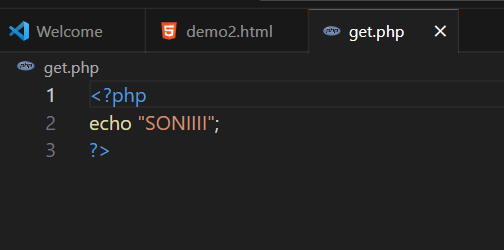 Welcome demo2.html get.php
get.php
1 <?php
2 echo "SONIIII";
3 ?>